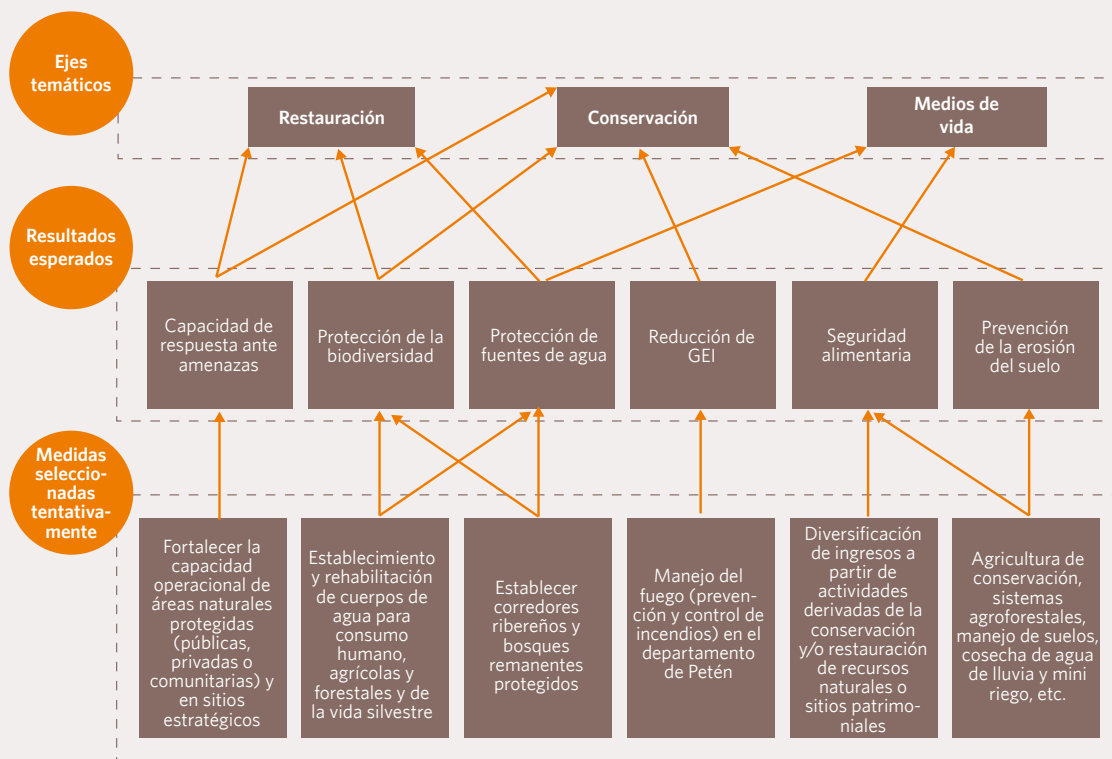 Ejes
temáticos
Restauración
Conservación
Medios de
vida
Resultados
esperados
Capacidad de
respuesta ante
amenazas
Protección de la
biodiversidad
Protección de
fuentes de agua
Reducción de
GEI
Seguridad
alimentaria
Prevención
de la erosión
del suelo
Medidas
seleccio-
nadas
tentativa-
mente
Fortalecer la
capacidad
operacional de
áreas naturales
protegidas
(públicas,
privadas o
comunitarias) y
en sitios
estratégicos
Establecimiento
y rehabilitación
de cuerpos de
agua para
consumo
humano,
agrícolas y
forestales y de
la vida silvestre
Establecer
corredores
ribereños y
bosques
remanentes
protegidos
Manejo del
fuego (preven-
ción y control de
incendios) en el
departamento
de Petén
Diversificación
de ingresos a
partir de
actividades
derivadas de la
conservación
y/o restauración
de recursos
naturales o
sitios patrimo-
niales
Agricultura de
conservación,
sistemas
agroforestales,
manejo de suelos,
cosecha de agua
de lluvia y mini
riego, etc.